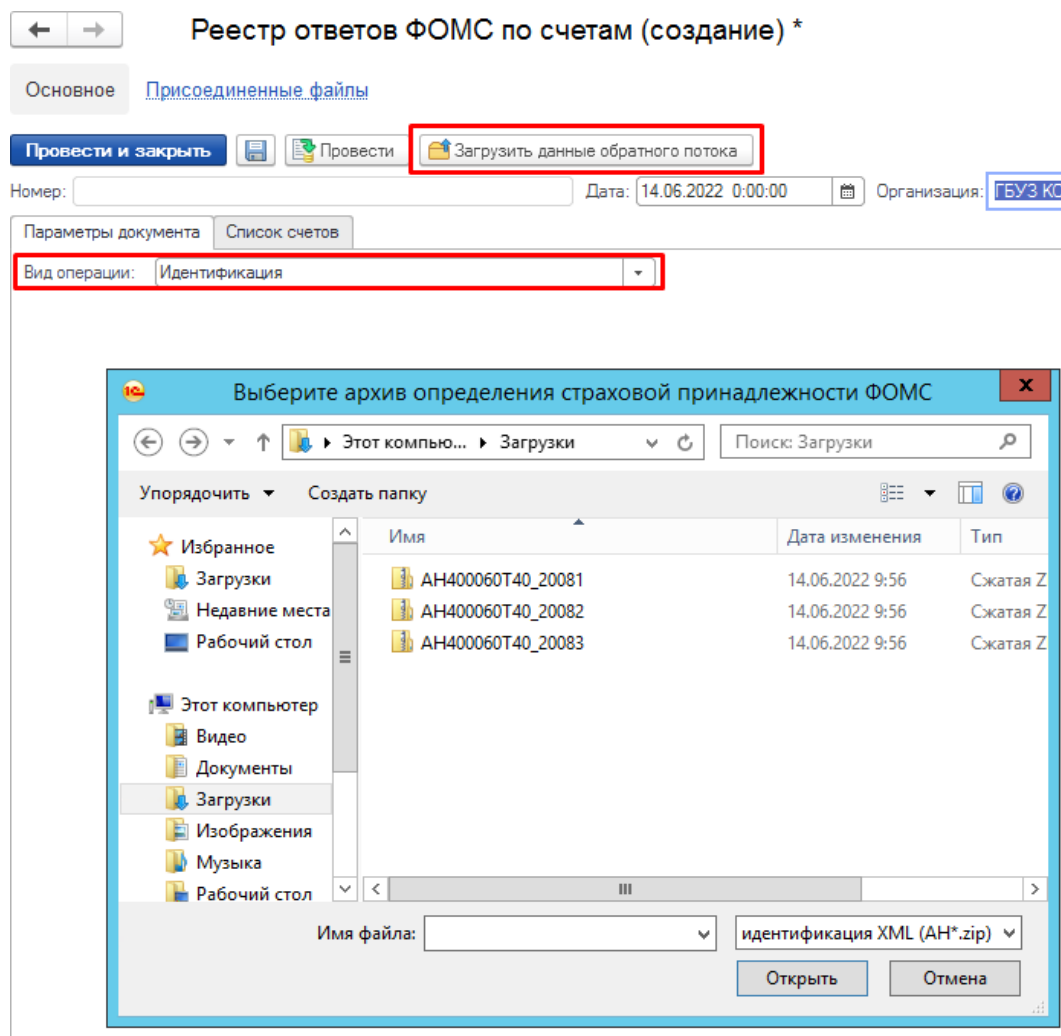 Реестр ответов ФОМС по счетам (создание) *
Основное Присоединенные файлы
Провести и закрыть Провести Загрузить данные обратного потока
Номер: Дата: 14.06.2022 0:00:00 Организация: ГБУЗ КО
Параметры документа Список счетов
Вид операции: Идентификация
1С Выберите архив определения страховой принадлежности ФОМС x
Этот компью... Загрузки Поиск: Загрузки
Упорядочить Создать папку
Имя Дата изменения Тип
Избранное
Загрузки AH400060T40_20081 14.06.2022 9:56 Сжатая Z
Недавние места AH400060T40_20082 14.06.2022 9:56 Сжатая Z
Рабочий стол AH400060T40_20083 14.06.2022 9:56 Сжатая Z
Этот компьютер
Видео
Документы
Загрузки
Изображения
Музыка
Рабочий стол
Имя файла: идентификация XML (AH*.zip)
Открыть Отмена